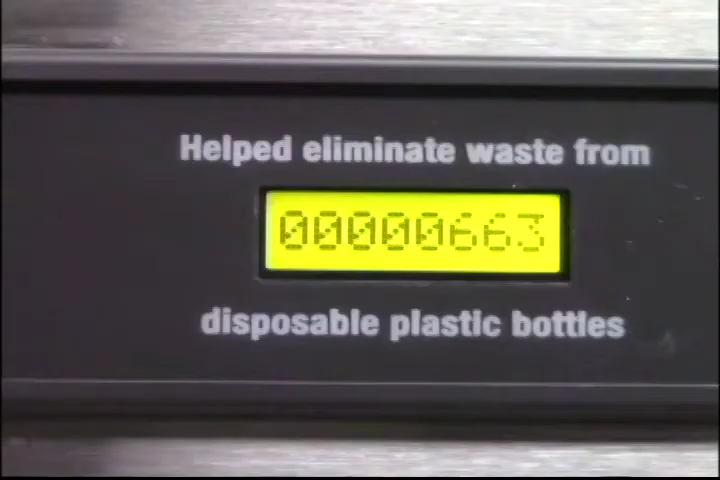 Helped eliminate waste from
00000663
disposable plastic bottles